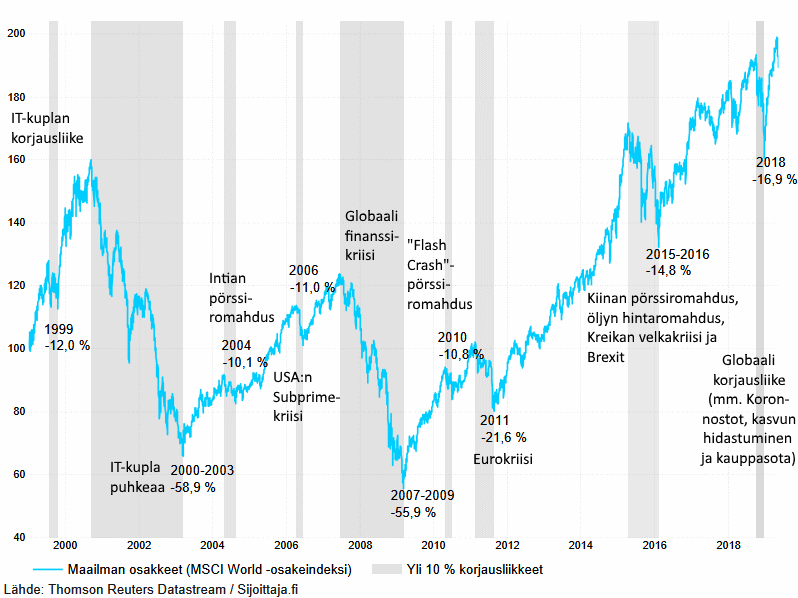 200
180
160
140
120
100
80
60
40
IT-kuplan
korjausliike
1999
-12,0 %
IT-kupla
puhkeaa
2000-2003
-58,9 %
Intian
pörssi-
romahdus
2004
-10,1 %
2006
-11,0 %
USA:n
Subprime-
kriisi
Globaali
finanssi-
kriisi
2007-2009
-55,9 %
"Flash
Crash"-
pörssi-
romahdus
2010
-10,8 %
2011
-21,6 %
Eurokriisi
2015-2016
-14,8 %
Kiinan pörssiromahdus,
öljyn hintaromahdus,
Kreikan velkakriisi ja
Brexit
2018
-16,9 %
Globaali
korjausliike
(mm. Koron-
nostot, kasvun
hidastuminen
ja kauppasota)
2000 2002 2004 2006 2008 2010 2012 2014 2016 2018
Maailman osakkeet (MSCI World -osakeindeksi) Yli 10 % korjausliikkeet
Lähde: Thomson Reuters Datastream / Sijoittaja.fi